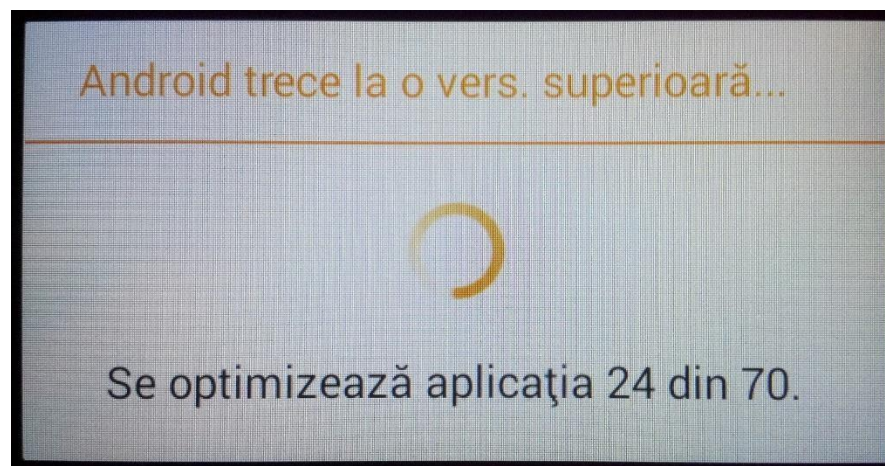 Android trece la o vers. superioară...
Se optimizează aplicaţia 24 din 70.